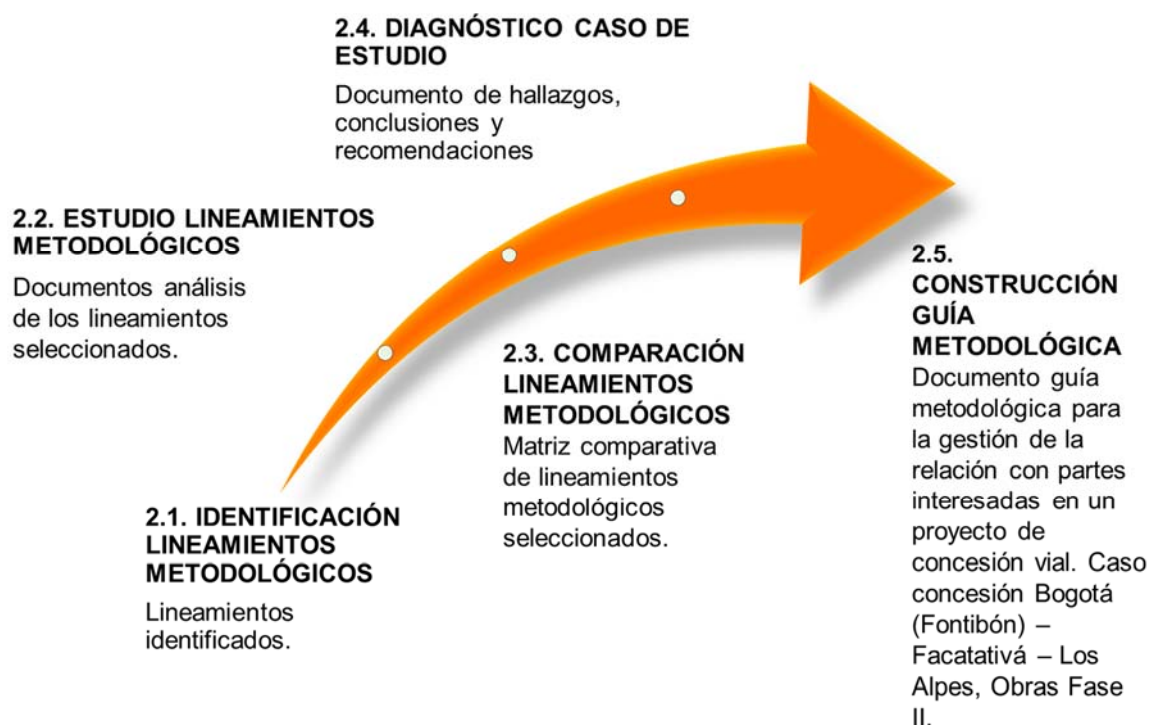 2.4. DIAGNÓSTICO CASO DE
ESTUDIO
Documento de hallazgos,
conclusiones y
recomendaciones
2.2. ESTUDIO LINEAMIENTOS
METODOLÓGICOS
Documentos análisis
de los lineamientos
seleccionados.
2.3. COMPARACIÓN
LINEAMIENTOS
METODOLÓGICOS
Matriz comparativa
de lineamientos
metodológicos
seleccionados.
2.1. IDENTIFICACIÓN
LINEAMIENTOS
METODOLÓGICOS
Lineamientos
identificados.
2.5.
CONSTRUCCIÓN
GUÍA
METODOLÓGICA
Documento guía
metodológica para
la gestión de la
relación con partes
interesadas en un
proyecto de
concesión vial. Caso
concesión Bogotá
(Fontibón) –
Facatativá – Los
Alpes, Obras Fase
II.